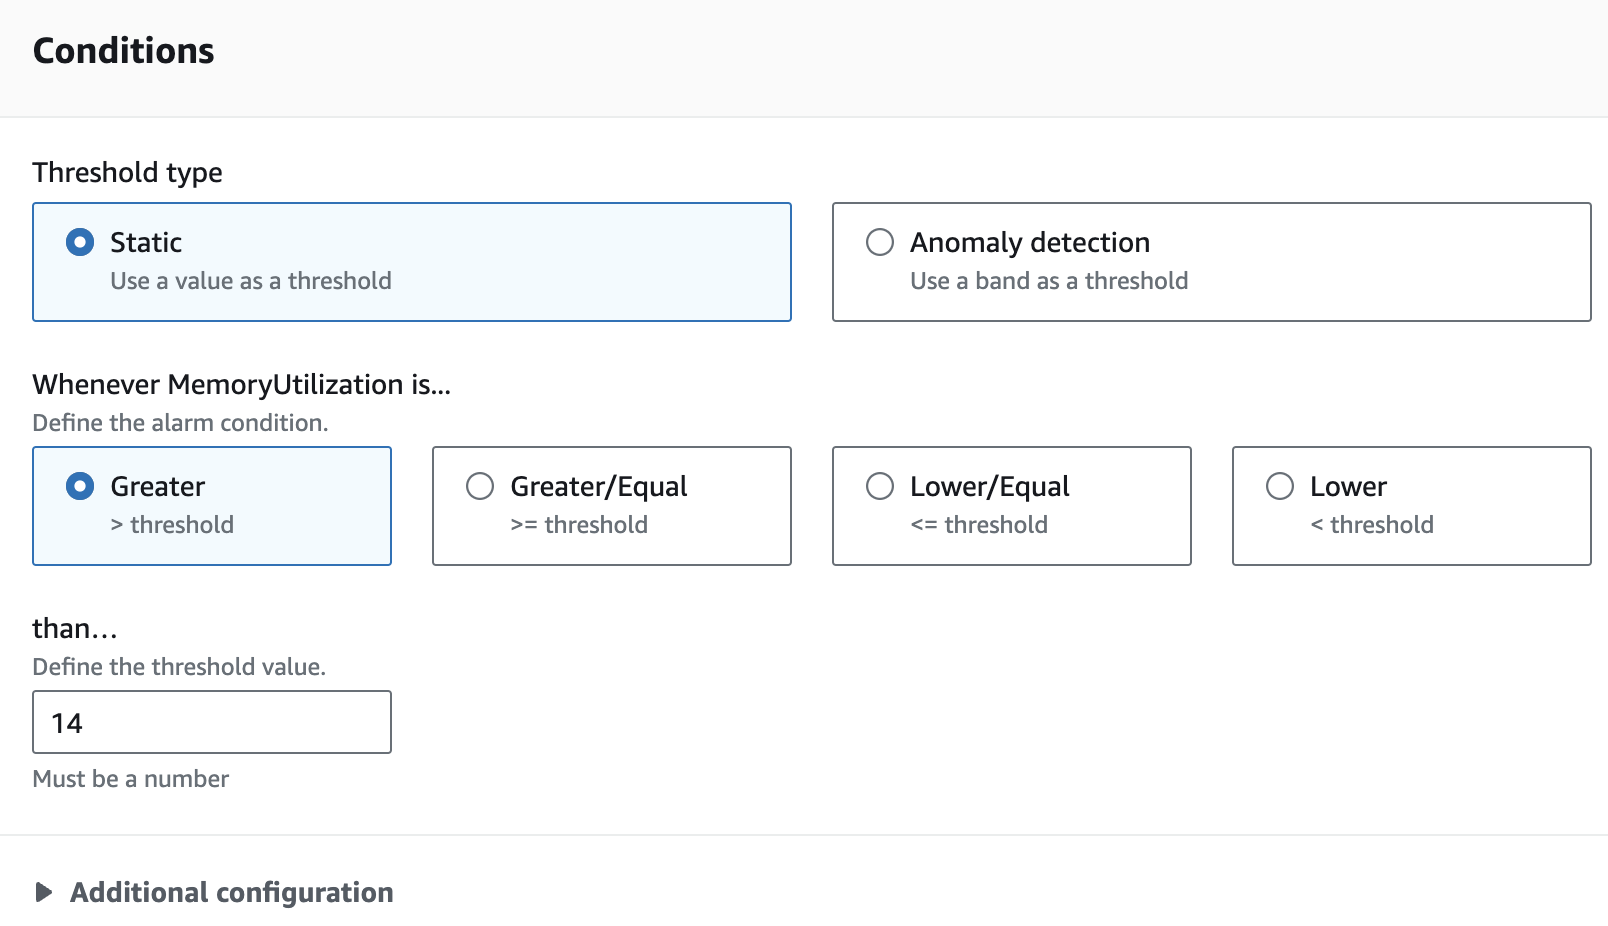 Conditions
Threshold type
Static
Use a value as a threshold
Anomaly detection
Use a band as a threshold
Whenever MemoryUtilization is...
Define the alarm condition.
Greater
> threshold
Greater/Equal
>= threshold
Lower/Equal
<= threshold
Lower
< threshold
than…
Define the threshold value.
14
Must be a number
Additional configuration